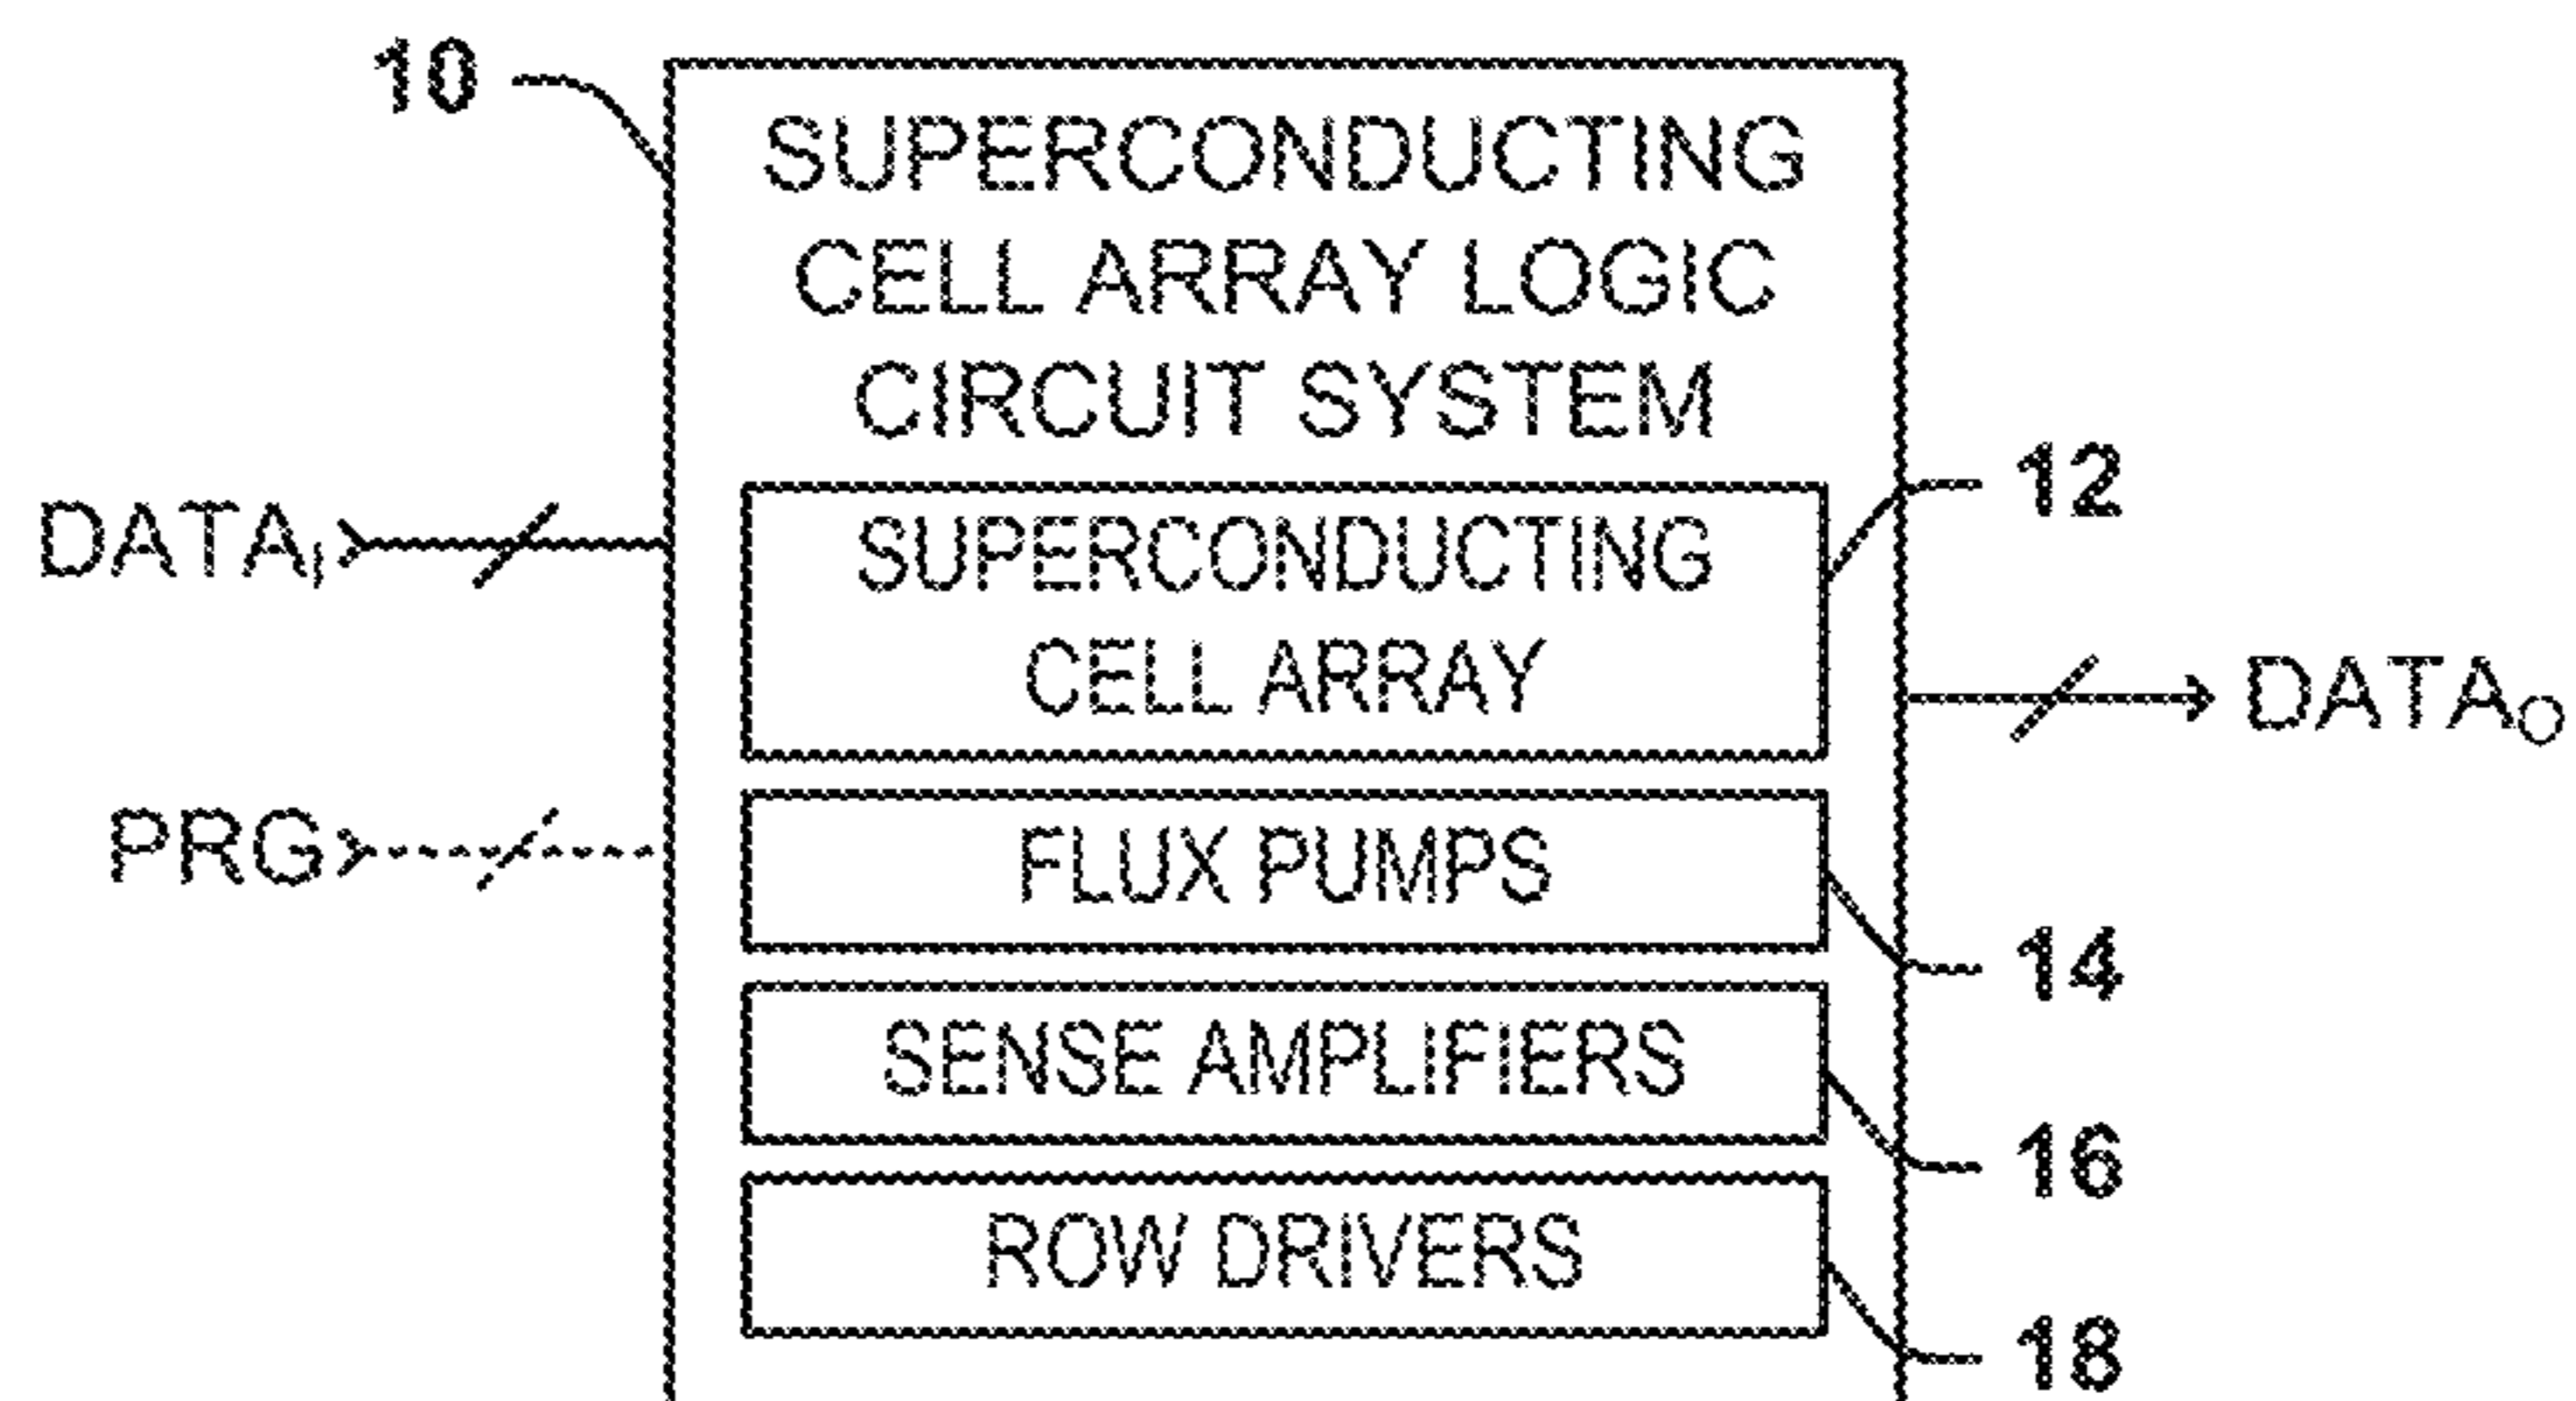 10
SUPERCONDUCTING
CELL ARRAY LOGIC
CIRCUIT SYSTEM
12
DATAI
SUPERCONDUCTING
CELL ARRAY
DATAO
PRG
FLUX PUMPS
14
SENSE AMPLIFIERS
16
ROW DRIVERS
18